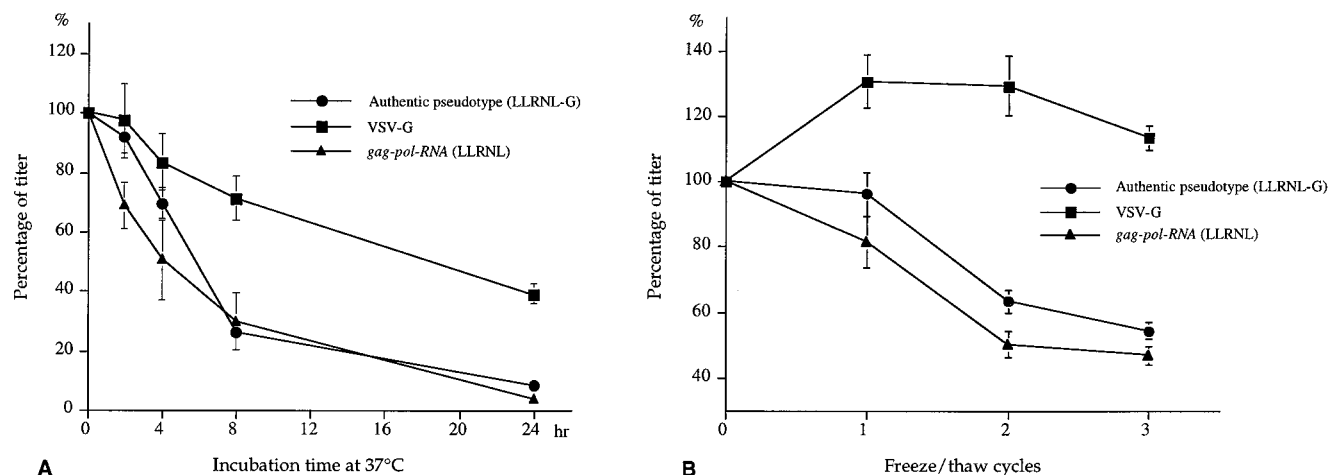 %
120
100
80
60
40
20
0
Percentage of titer
Authentic pseudotype (LLRNL-G)
VSV-G
gag-pol-RNA (LLRNL)
0 4 8 12 16 20 24 hr
Incubation time at 37°C
A
%
140
120
100
80
60
40
Percentage of titer
Authentic pseudotype (LLRNL-G)
VSV-G
gag-pol-RNA (LLRNL)
0 1 2 3
Freeze/thaw cycles
B